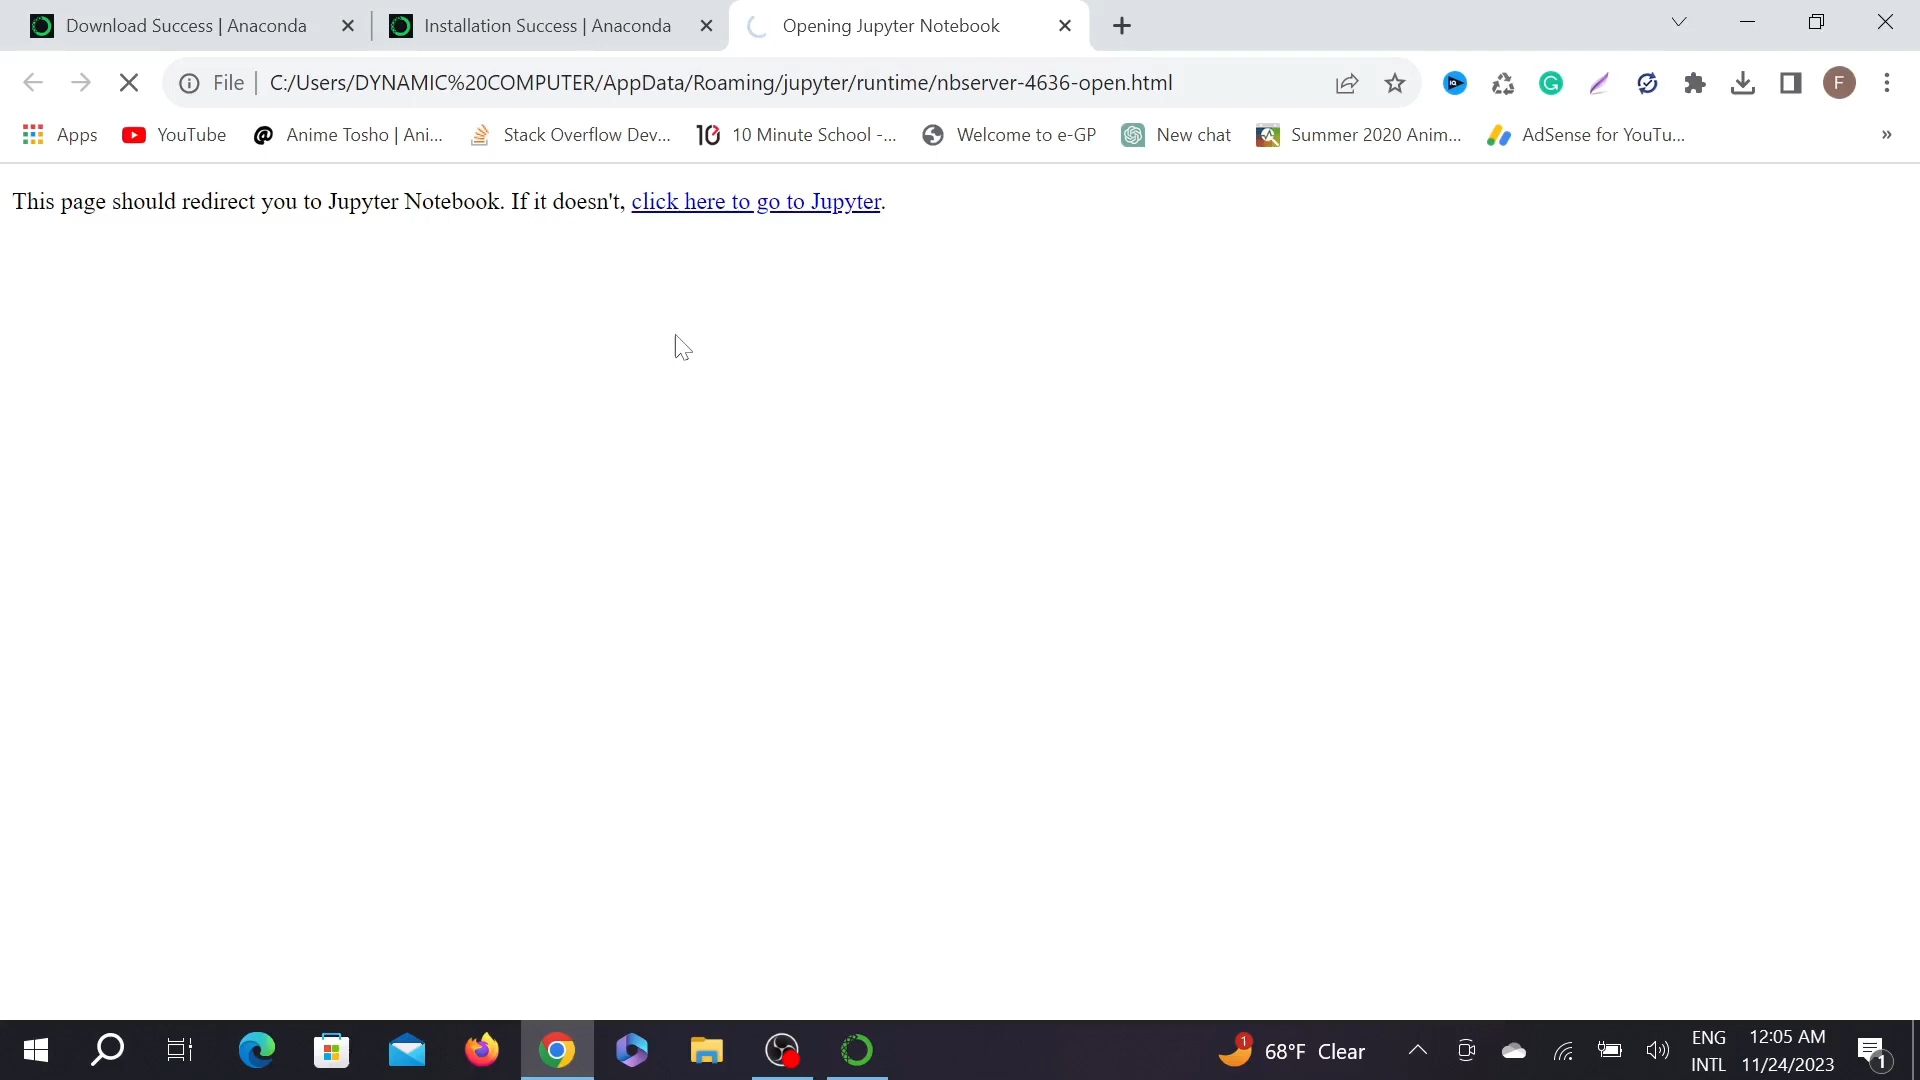 Download Success | Anaconda
Installation Success | Anaconda
Opening Jupyter Notebook
File
C:/Users/DYNAMIC%20COMPUTER/AppData/Roaming/jupyter/runtime/nbserver-4636-open.html
F
Apps
YouTube
Anime Tosho | Ani...
Stack Overflow Dev...
10 Minute School -...
Welcome to e-GP
New chat
Summer 2020 Anim...
AdSense for YouTu...
»
This page should redirect you to Jupyter Notebook. If it doesn't, click here to go to Jupyter.
1
68°F Clear
ENG
INTL
12:05 AM
11/24/2023
1